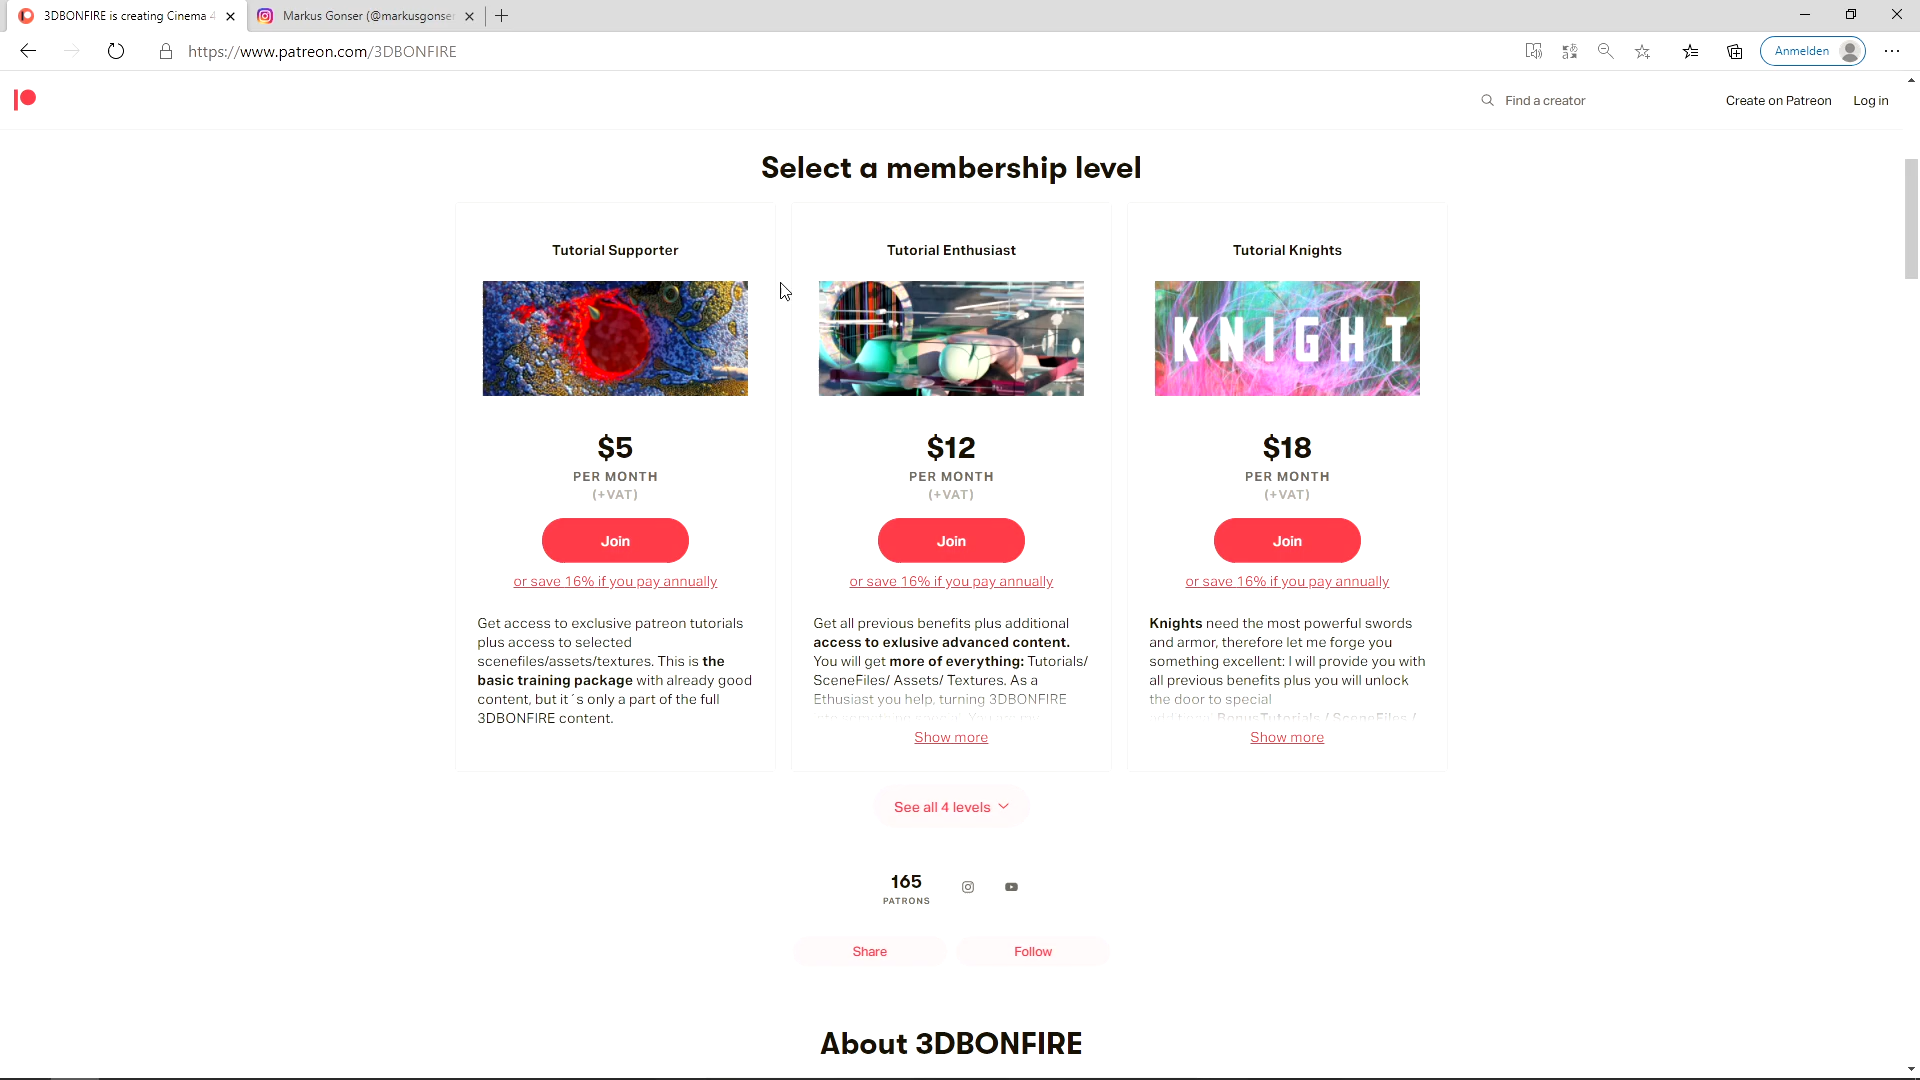 3DBONFIRE is creating Cinema 4
Markus Gonser (@markusgonser
https://www.patreon.com/3DBONFIRE
Anmelden
Find a creator
Create on Patreon
Log in
Select a membership level
Tutorial Supporter
$5
PER MONTH
(+VAT)
Join
or save 16% if you pay annually
Get access to exclusive patreon tutorials
plus access to selected
scenefiles/assets/textures. This is the
basic training package with already good
content, but it´s only a part of the full
3DBONFIRE content.
Tutorial Enthusiast
$12
PER MONTH
(+VAT)
Join
or save 16% if you pay annually
Get all previous benefits plus additional
access to exlusive advanced content.
You will get more of everything: Tutorials/
SceneFiles/ Assets/ Textures. As a
Ethusiast you help, turning 3DBONFIRE
Show more
Tutorial Knights
KNIGHT
$18
PER MONTH
(+VAT)
Join
or save 16% if you pay annually
Knights need the most powerful swords
and armor, therefore let me forge you
something excellent: I will provide you with
all previous benefits plus you will unlock
the door to special
Show more
See all 4 levels
165
PATRONS
Share
Follow
About 3DBONFIRE